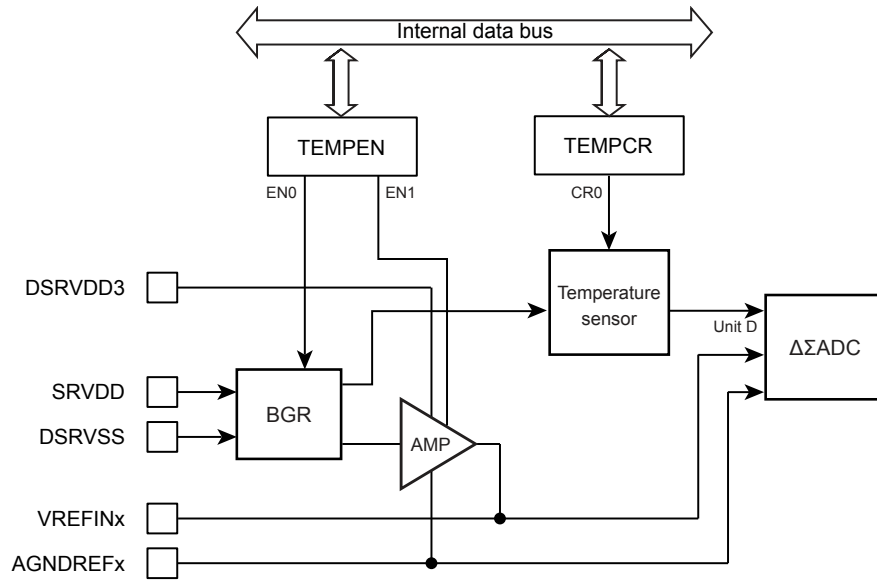 Internal data bus
TEMPEN
TEMPCR
EN0
EN1
CR0
DSRVDD3
Temperature
sensor
Unit D
ΔΣADC
SRVDD
BGR
DSRVSS
AMP
VREFINx
AGNDREFx